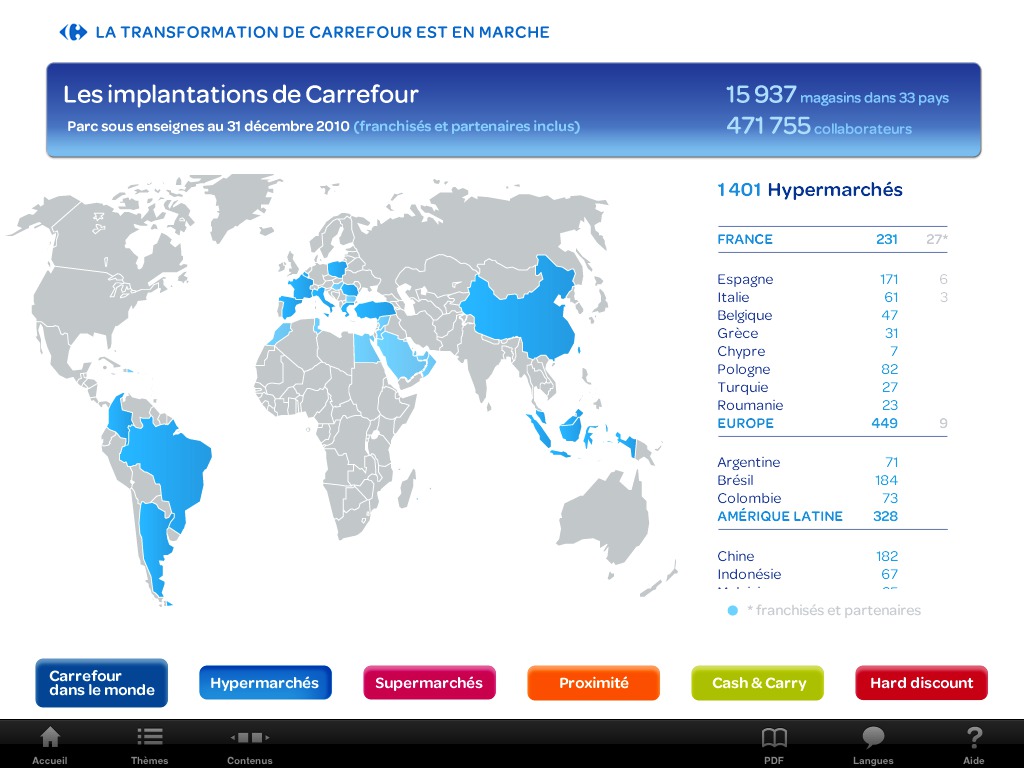 LA TRANSFORMATION DE CARREFOUR EST EN MARCHE
Les implantations de Carrefour
Parc sous enseignes au 31 décembre 2010 (franchisés et partenaires inclus)
15 937 magasins dans 33 pays
471 755 collaborateurs
1 401 Hypermarchés
FRANCE 231 27*
Espagne 171 6
Italie 61 3
Belgique 47
Grèce 31
Chypre 7
Pologne 82
Turquie 27
Roumanie 23
EUROPE 449 9
Argentine 71
Brésil 184
Colombie 73
AMÉRIQUE LATINE 328
Chine 182
Indonésie 67
* franchisés et partenaires
Carrefour
dans le monde
Hypermarchés
Supermarchés
Proximité
Cash & Carry
Hard discount
Accueil
Thèmes
Contenus
PDF
Langues
Aide